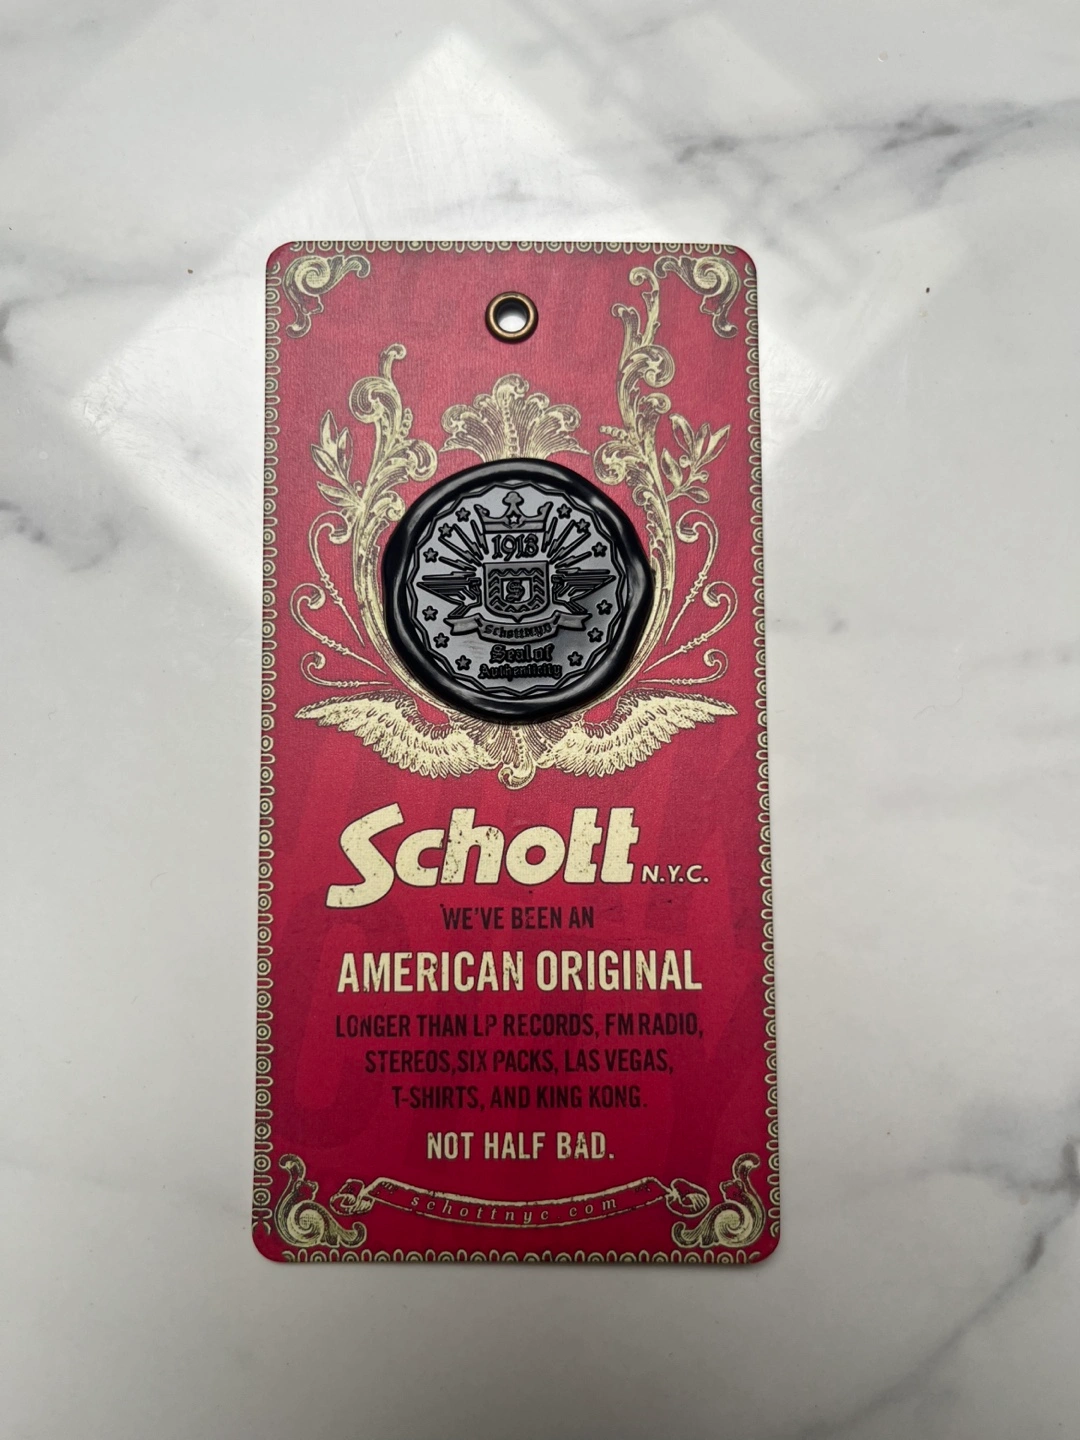 1913
S
Schottnyc
Seal of
Authenticity
Schott N.Y.C.
WE'VE BEEN AN
AMERICAN ORIGINAL
LONGER THAN LP RECORDS, FM RADIO,
STEREOS, SIX PACKS, LAS VEGAS,
T-SHIRTS, AND KING KONG.
NOT HALF BAD.
schottnyc com